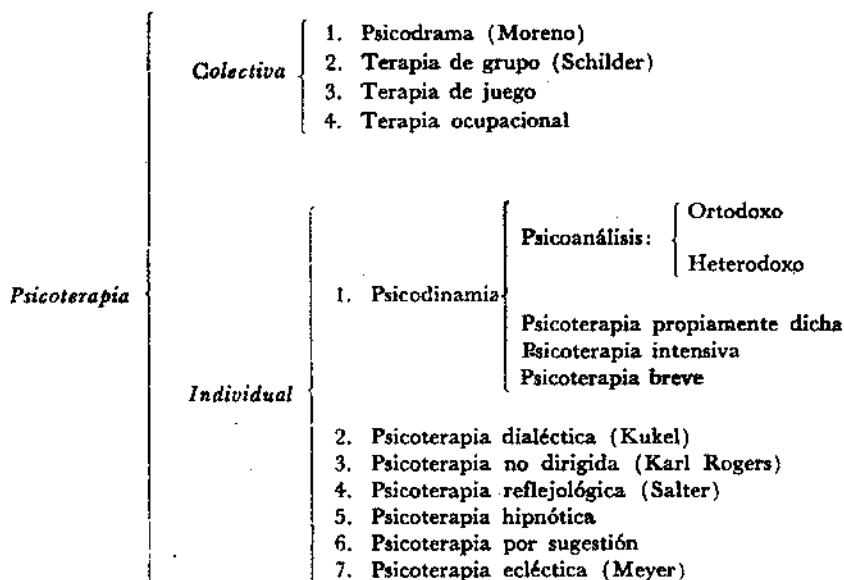 Colectiva
1. Psicodrama (Moreno)
2. Terapia de grupo (Schilder)
3. Terapia de juego
4. Terapia ocupacional
Psicoterapia
Individual
1. Psicodinamia
Psicoanálisis:
Ortodoxo
Heterodoxo
Psicoterapia propiamente dicha
Psicoterapia intensiva
Psicoterapia breve
2. Psicoterapia dialéctica (Kukel)
3. Psicoterapia no dirigida (Karl Rogers)
4. Psicoterapia reflejológica (Salter)
5. Psicoterapia hipnótica
6. Psicoterapia por sugestión
7. Psicoterapia ecléctica (Meyer)